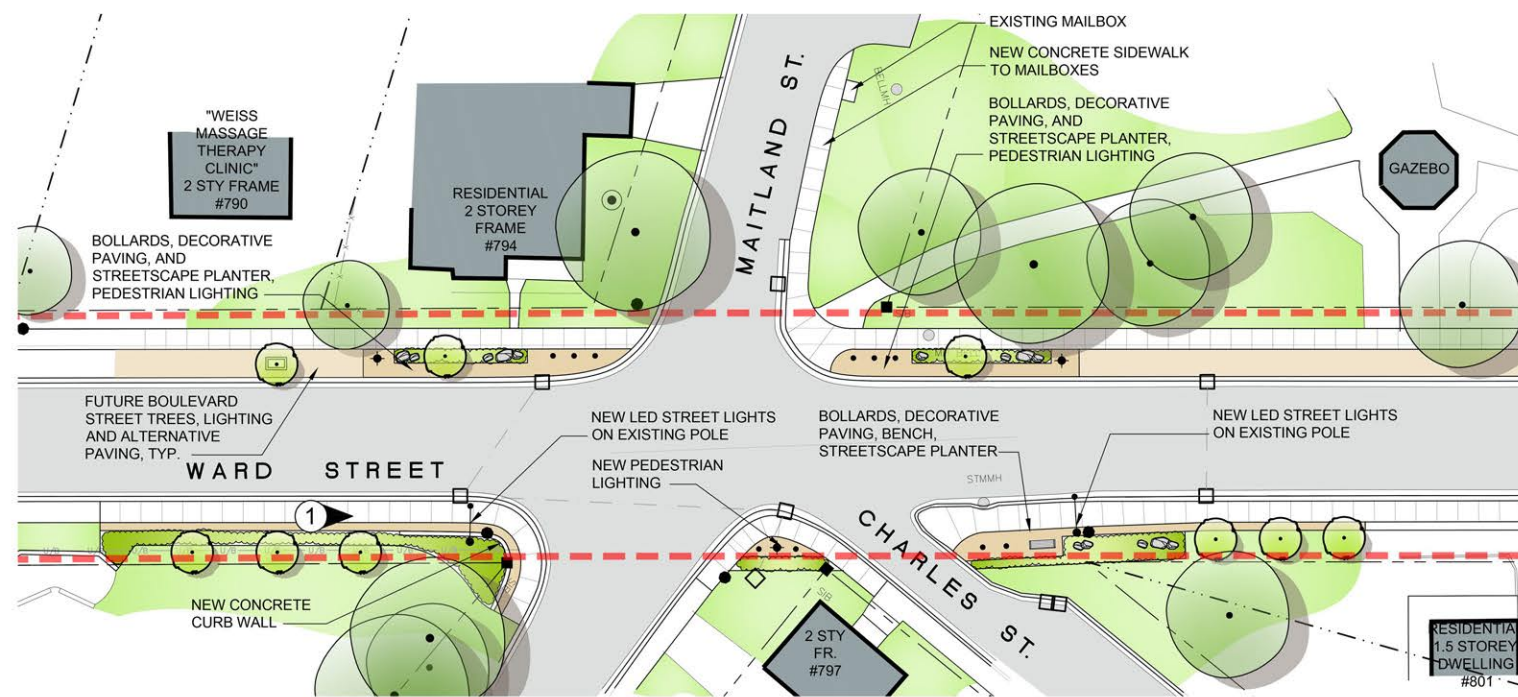 "WEISS
MASSAGE
THERAPY
CLINIC"
2 STY FRAME
#790
BOLLARDS, DECORATIVE
PAVING, AND
STREETSCAPE PLANTER,
PEDESTRIAN LIGHTING
RESIDENTIAL
2 STOREY
FRAME
#794
MAITLAND ST.
EXISTING MAILBOX
NEW CONCRETE SIDEWALK
TO MAILBOXES
BELLMH
BOLLARDS, DECORATIVE
PAVING, AND
STREETSCAPE PLANTER,
PEDESTRIAN LIGHTING
GAZEBO
FUTURE BOULEVARD
STREET TREES, LIGHTING
AND ALTERNATIVE
PAVING, TYP.
WARD STREET
NEW LED STREET LIGHTS
ON EXISTING POLE
NEW PEDESTRIAN
LIGHTING
BOLLARDS, DECORATIVE
PAVING, BENCH,
STREETSCAPE PLANTER
NEW LED STREET LIGHTS
ON EXISTING POLE
STMMH
1
CHARLES ST.
NEW CONCRETE
CURB WALL
SIB
2 STY
FR.
#797
RESIDENTIA
1.5 STOREY
DWELLING
#801